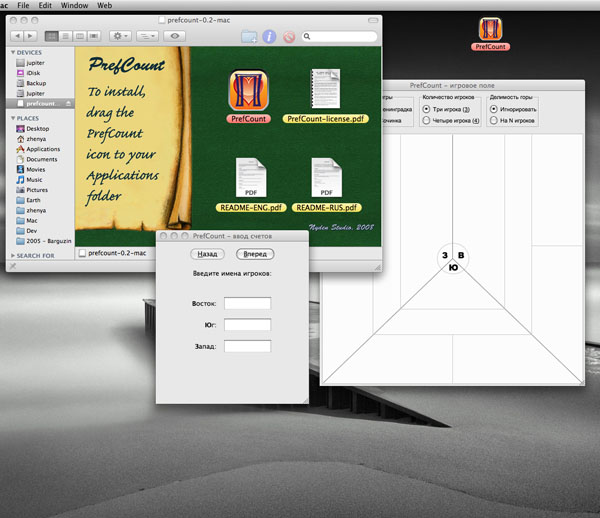 ac File Edit Window Web
prefcount-0.2-mac
DEVICES
Jupiter
iDisk
Backup
Jupiter
prefcount...
PLACES
Desktop
zhenya
Applications
Documents
Movies
Music
Pictures
Earth
zhenya
Mac
Dev
2005 - Barguzin
SEARCH FOR
PrefCount
To install,
drag the
PrefCount
icon to your
Applications
folder
PrefCount
PrefCount-license.pdf
PDF
PDF
README-ENG.pdf
README-RUS.pdf
Nyden Studio, 2008
prefcount-0.2-mac
PrefCount
PrefCount – игровое поле
гры
Количество игроков
Делимость горы
енинградка
Три игрока (3)
Игнорировать
Сочинка
Четыре игрока (4)
На N игроков
З
В
Ю
PrefCount – ввод счетов
Назад
Вперед
Введите имена игроков:
Восток:
Юг:
Запад: